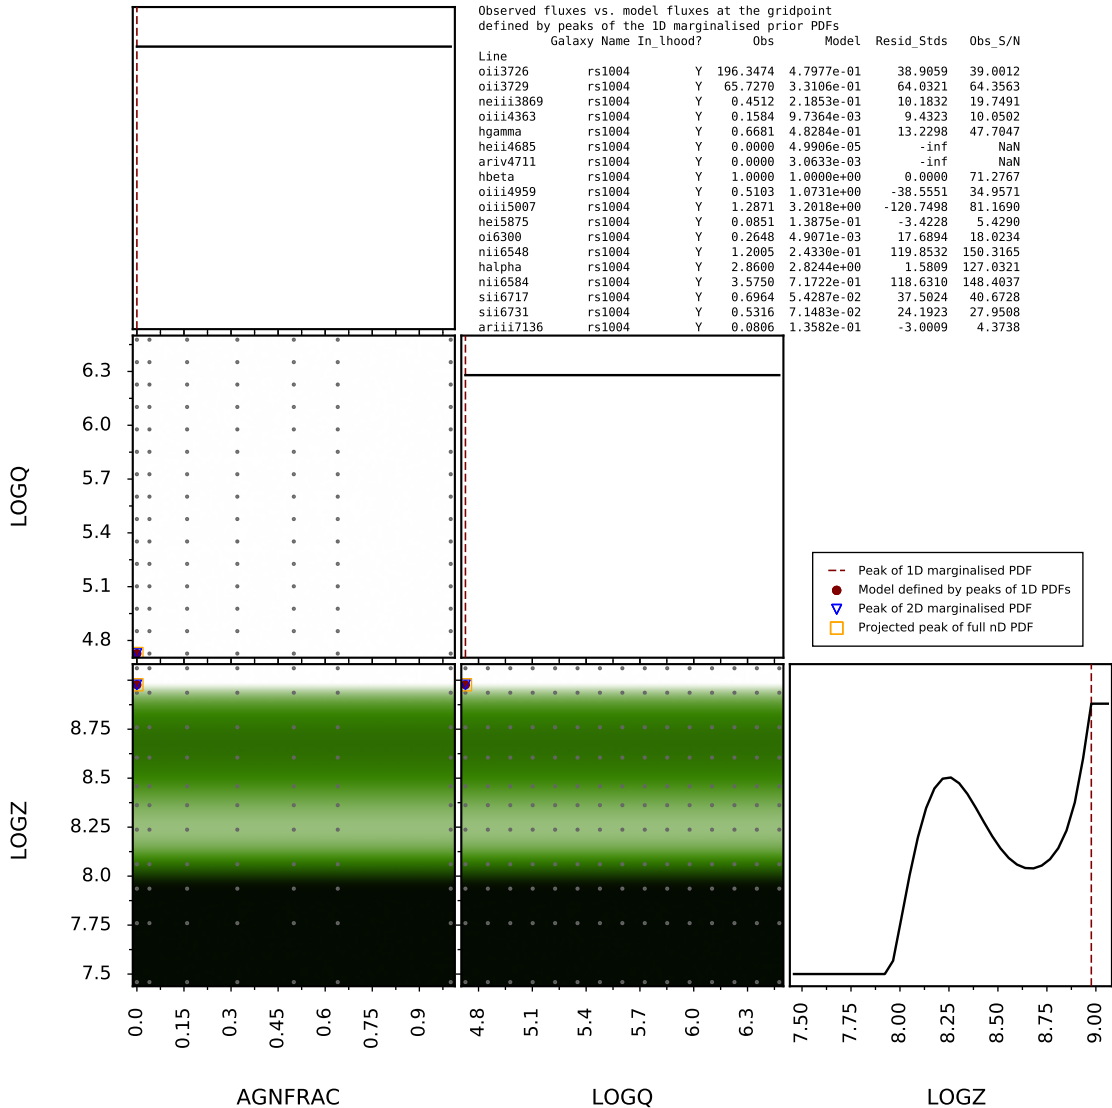 Observed fluxes vs. model fluxes at the gridpoint
defined by peaks of the 1D marginalised prior PDFs
Galaxy Name In_lhood? Obs Model Resid_Stds Obs_S/N
Line
oii3726 rs1004 Y 196.3474 4.7977e-01 38.9059 39.0012
oii3729 rs1004 Y 65.7270 3.3106e-01 64.0321 64.3563
neiii3869 rs1004 Y 0.4512 2.1853e-01 10.1832 19.7491
oiii4363 rs1004 Y 0.1584 9.7364e-03 9.4323 10.0502
hgamma rs1004 Y 0.6681 4.8284e-01 13.2298 47.7047
heii4685 rs1004 Y 0.0000 4.9906e-05 -inf NaN
ariv4711 rs1004 Y 0.0000 3.0633e-03 -inf NaN
hbeta rs1004 Y 1.0000 1.0000e+00 0.0000 71.2767
oiii4959 rs1004 Y 0.5103 1.0731e+00 -38.5551 34.9571
oiii5007 rs1004 Y 1.2871 3.2018e+00 -120.7498 81.1690
hei5875 rs1004 Y 0.0851 1.3875e-01 -3.4228 5.4290
oi6300 rs1004 Y 0.2648 4.9071e-03 17.6894 18.0234
nii6548 rs1004 Y 1.2005 2.4330e-01 119.8532 150.3165
halpha rs1004 Y 2.8600 2.8244e+00 1.5809 127.0321
nii6584 rs1004 Y 3.5750 7.1722e-01 118.6310 148.4037
sii6717 rs1004 Y 0.6964 5.4287e-02 37.5024 40.6728
sii6731 rs1004 Y 0.5316 7.1483e-02 24.1923 27.9508
ariii7136 rs1004 Y 0.0806 1.3582e-01 -3.0009 4.3738
LOGQ
6.3
6.0
5.7
5.4
5.1
4.8
Peak of 1D marginalised PDF
Model defined by peaks of 1D PDFs
Peak of 2D marginalised PDF
Projected peak of full nD PDF
LOGZ
8.75
8.5
8.25
8.0
7.75
7.5
0.0 0.15 0.3 0.45 0.6 0.75 0.9
4.8 5.1 5.4 5.7 6.0 6.3
7.50 7.75 8.00 8.25 8.50 8.75 9.00
AGNFRAC LOGQ LOGZ